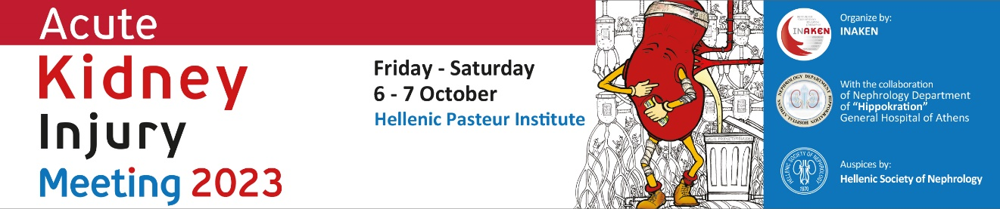 Acute
Kidney
Injury
Meeting 2023
Friday - Saturday
6 - 7 October
Hellenic Pasteur Institute
INAKEN
Organize by:
INAKEN
NEPHROLOGY DEPARTMENT HIPPOKRATION HOSPITAL ATHENS
With the collaboration
of Nephrology Department
of “Hippokration”
General Hospital of Athens
HELLENIC SOCIETY OF NEPHROLOGY
1970
Auspices by:
Hellenic Society of Nephrology